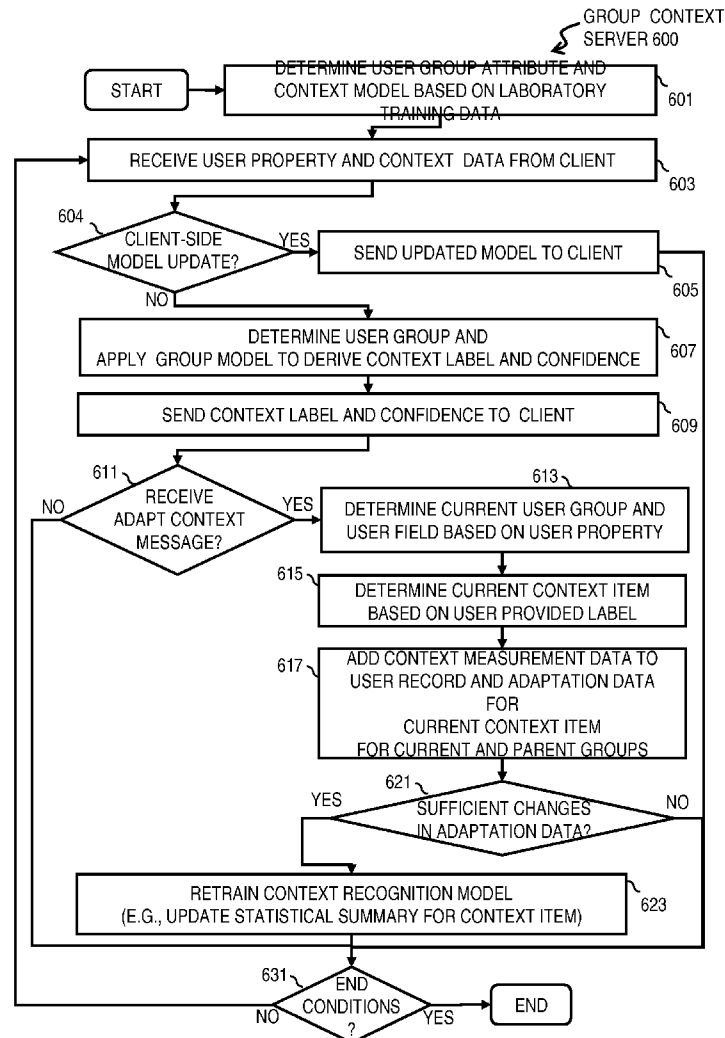 GROUP CONTEXT
SERVER 600
START
DETERMINE USER GROUP ATTRIBUTE AND
CONTEXT MODEL BASED ON LABORATORY
TRAINING DATA
601
RECEIVE USER PROPERTY AND CONTEXT DATA FROM CLIENT
603
604
CLIENT-SIDE
MODEL UPDATE?
YES
SEND UPDATED MODEL TO CLIENT
605
NO
DETERMINE USER GROUP AND
APPLY GROUP MODEL TO DERIVE CONTEXT LABEL AND CONFIDENCE
607
SEND CONTEXT LABEL AND CONFIDENCE TO CLIENT
609
611
RECEIVE
ADAPT CONTEXT
MESSAGE?
NO
YES
613
DETERMINE CURRENT USER GROUP AND
USER FIELD BASED ON USER PROPERTY
615
DETERMINE CURRENT CONTEXT ITEM
BASED ON USER PROVIDED LABEL
617
ADD CONTEXT MEASUREMENT DATA TO
USER RECORD AND ADAPTATION DATA
FOR
CURRENT CONTEXT ITEM
FOR CURRENT AND PARENT GROUPS
621
YES
SUFFICIENT CHANGES
IN ADAPTATION DATA?
NO
RETRAIN CONTEXT RECOGNITION MODEL
(E.G., UPDATE STATISTICAL SUMMARY FOR CONTEXT ITEM)
623
631
END
CONDITIONS
?
NO
YES
END